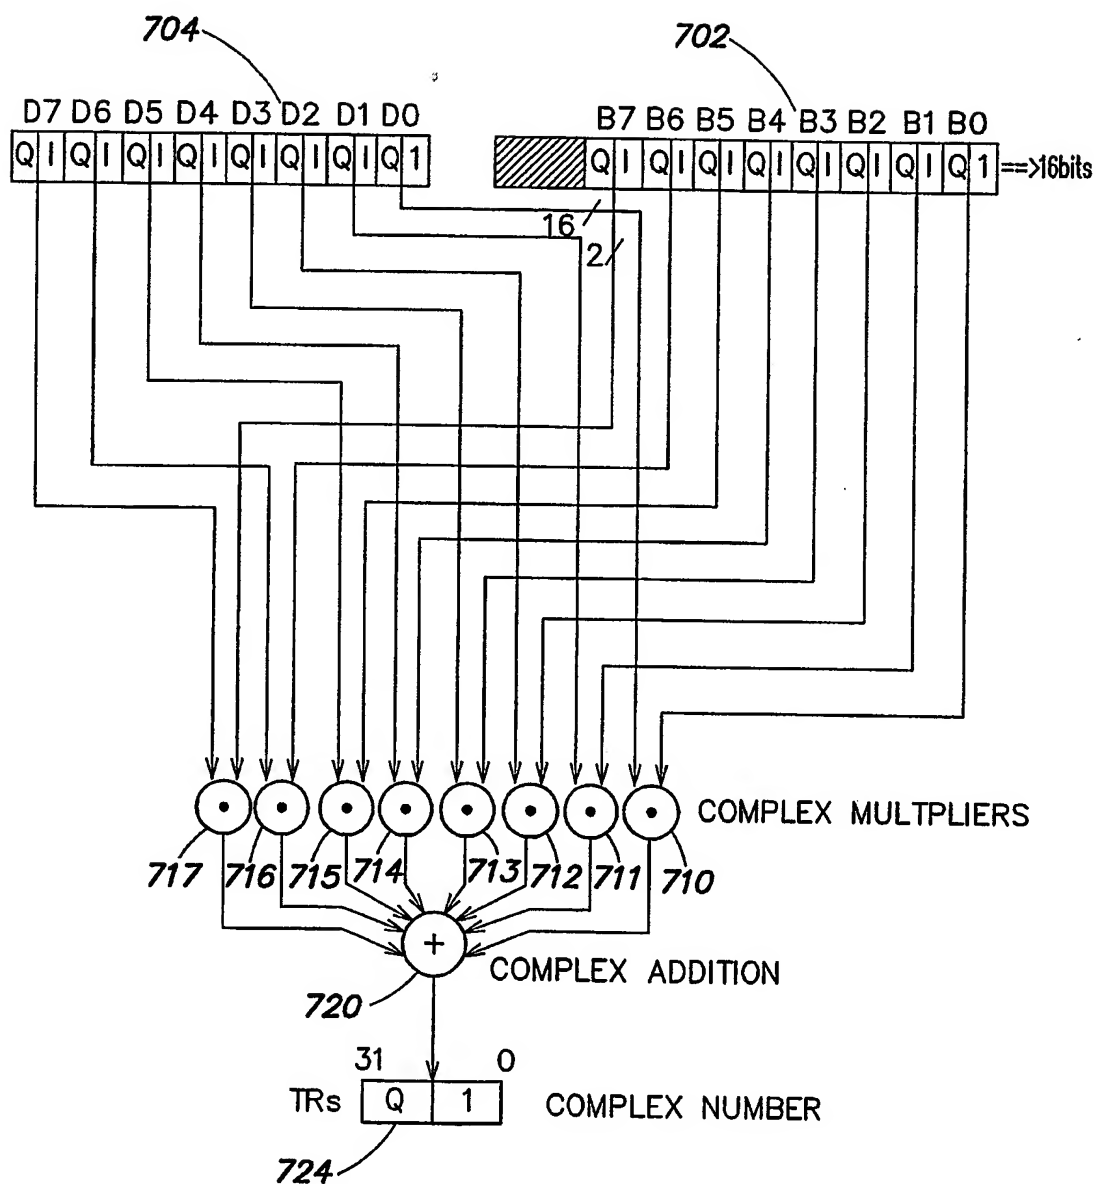 704
702
D7 D6 D5 D4 D3 D2 D1 D0
B7 B6 B5 B4 B3 B2 B1 B0
Q I Q I Q I Q I Q I Q I Q I Q 1
Q I Q I Q I Q I Q I Q I Q I Q 1 ==>16bits
16
2
COMPLEX MULTPLIERS
717 716 715 714 713 712 711 710
+
COMPLEX ADDITION
720
31 0
TRs Q 1 COMPLEX NUMBER
724